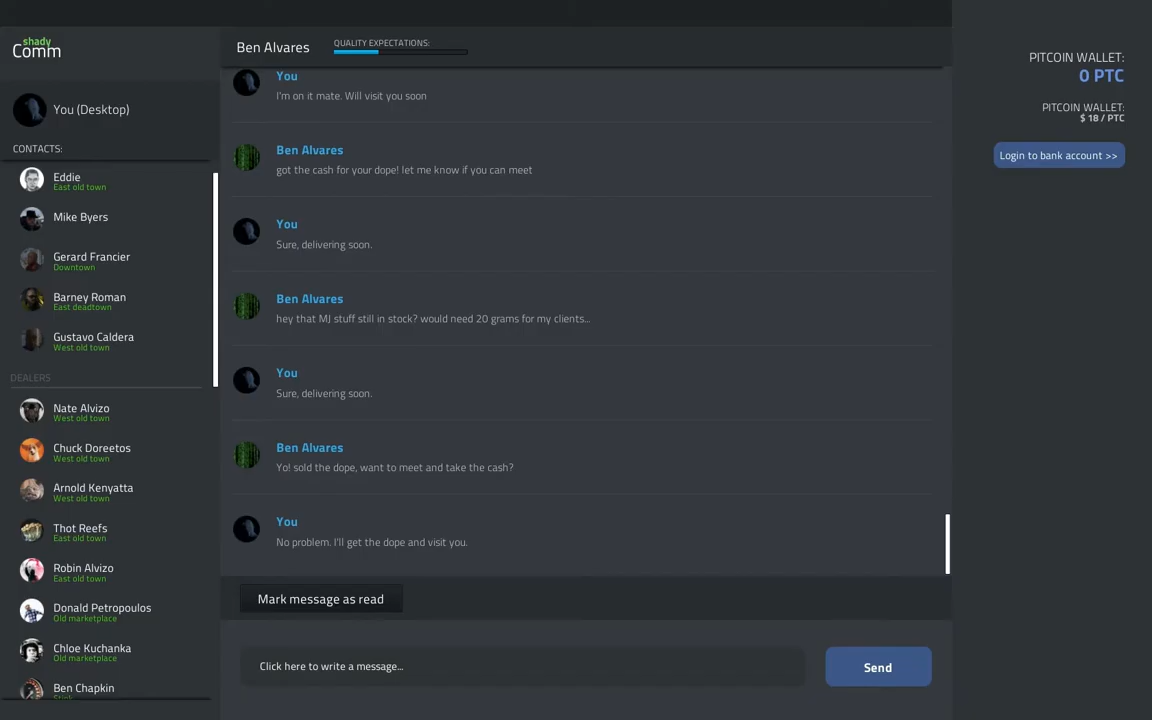 shady
Comm
You (Desktop)
CONTACTS:
Eddie
East old town
Mike Byers
Gerard Francier
Downtown
Barney Roman
East deadtown
Gustavo Caldera
West old town
DEALERS
Nate Alvizo
West old town
Chuck Doreetos
West old town
Arnold Kenyatta
West old town
Thot Reefs
East old town
Robin Alvizo
East old town
Donald Petropoulos
Old marketplace
Chloe Kuchanka
Old marketplace
Ben Chapkin
Ben Alvares
QUALITY EXPECTATIONS:
You
I'm on it mate. Will visit you soon
Ben Alvares
got the cash for your dope! let me know if you can meet
You
Sure, delivering soon.
Ben Alvares
hey that MJ stuff still in stock? would need 20 grams for my clients...
You
Sure, delivering soon.
Ben Alvares
Yo! sold the dope, want to meet and take the cash?
You
No problem. I'll get the dope and visit you.
Mark message as read
Click here to write a message...
Send
PITCOIN WALLET:
0 PTC
PITCOIN WALLET:
$ 18 / PTC
Login to bank account >>